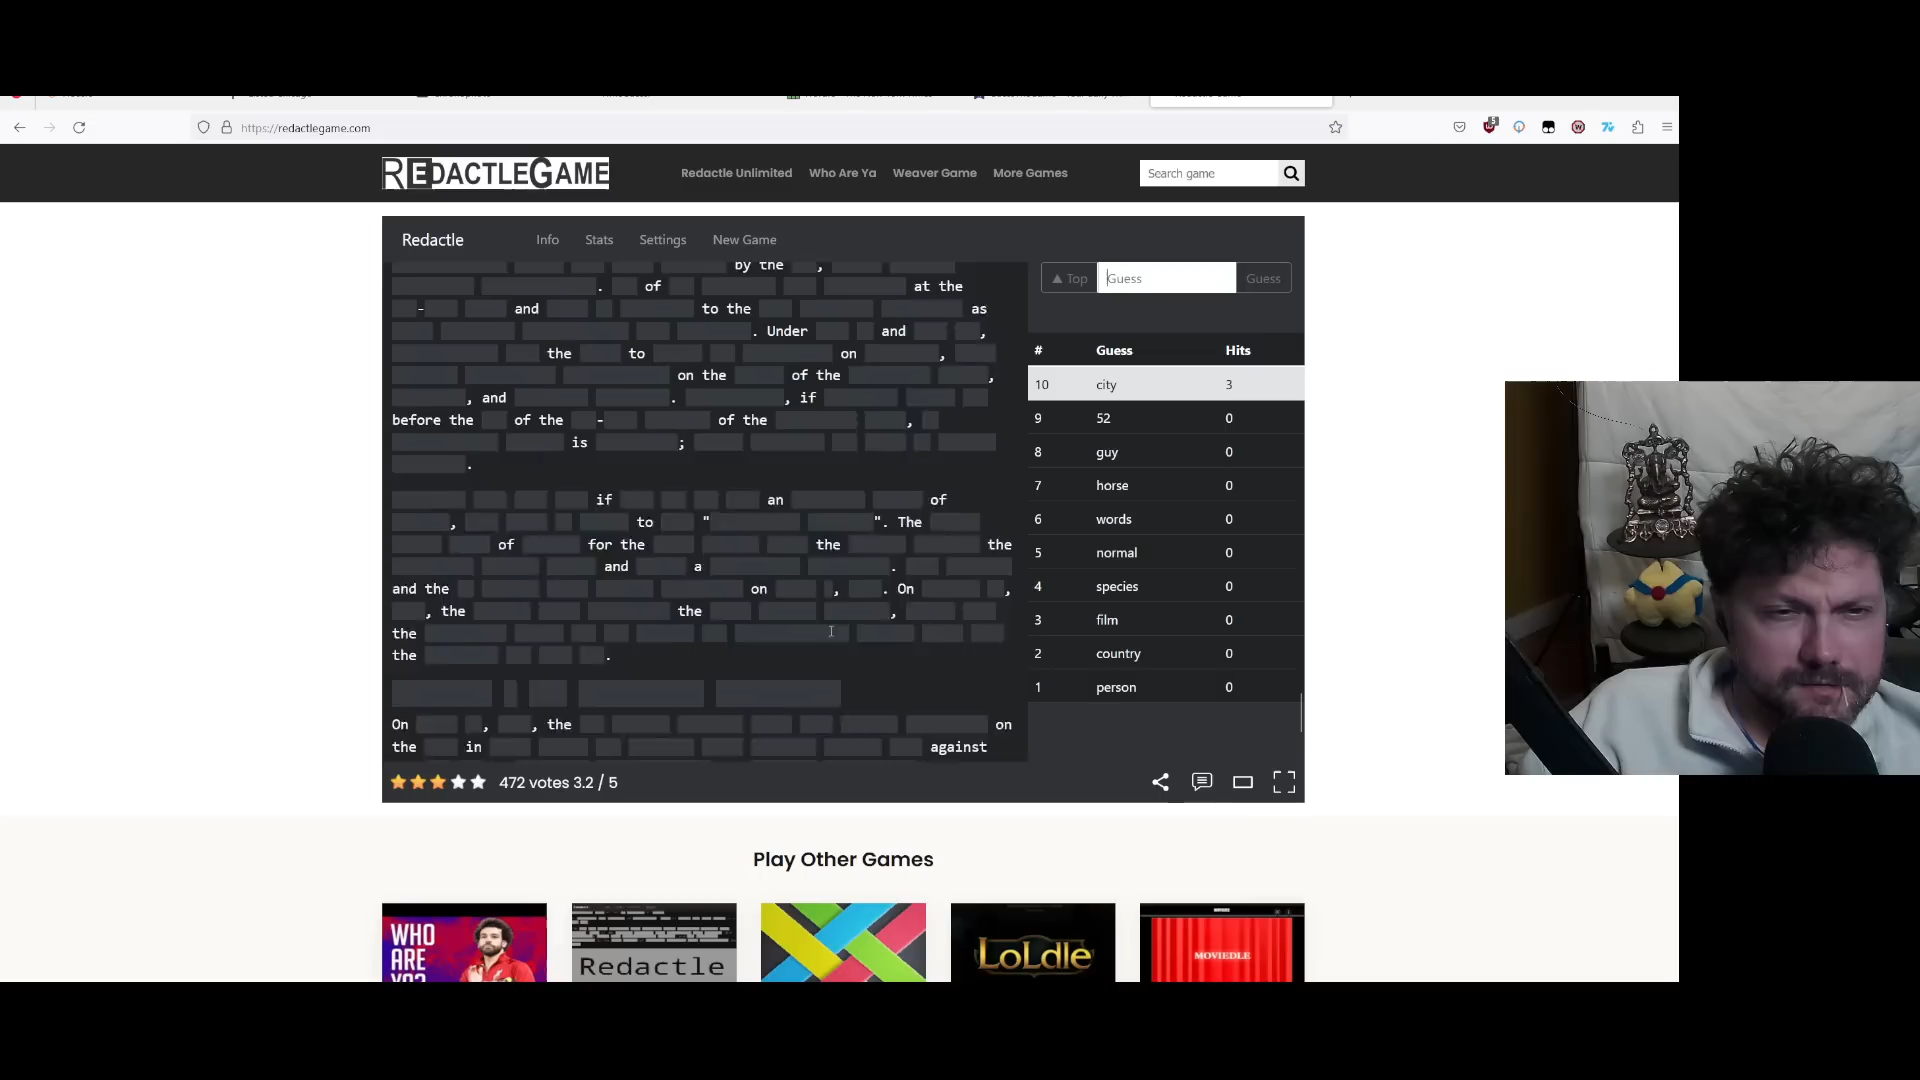 https://redactlegame.com
REDACTLEGAME
Redactle Unlimited Who Are Ya Weaver Game More Games
Search game
Redactle Info Stats Settings New Game
by the ,
. of at the
- and to the as
. Under and ,
the to on ,
on the of the ,
, and . , if
before the of the - of the ,
is ;
.
if an of
, to " ". The
of for the the the
and a .
and the on , . On ,
, the the ,
the
the .
On , , the on
the in against
▲ Top Guess Guess
# Guess Hits
10 city 3
9 52 0
8 guy 0
7 horse 0
6 words 0
5 normal 0
4 species 0
3 film 0
2 country 0
1 person 0
472 votes 3.2 / 5
Play Other Games
WHO
ARE
YA?
Redactle
LoLdle
MOVIEDLE